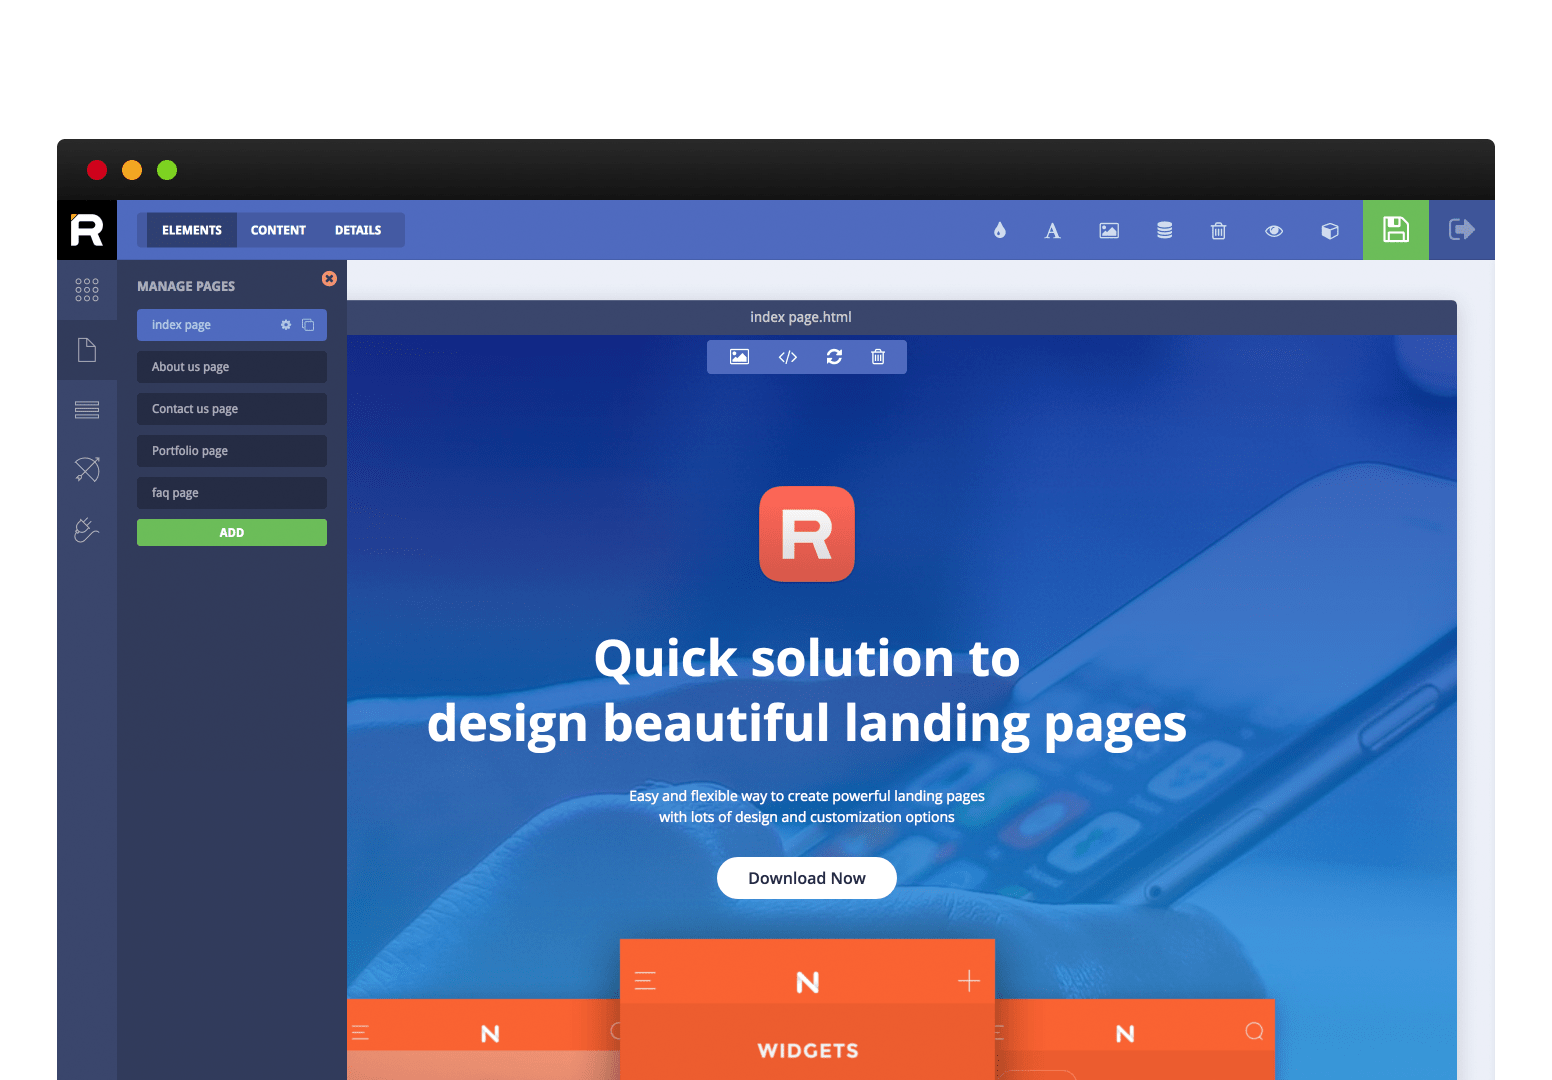 R
ELEMENTS CONTENT DETAILS
MANAGE PAGES
index page
About us page
Contact us page
Portfolio page
faq page
ADD
index page.html
R
Quick solution to
design beautiful landing pages
Easy and flexible way to create powerful landing pages
with lots of design and customization options
Download Now
N
N
N
WIDGETS